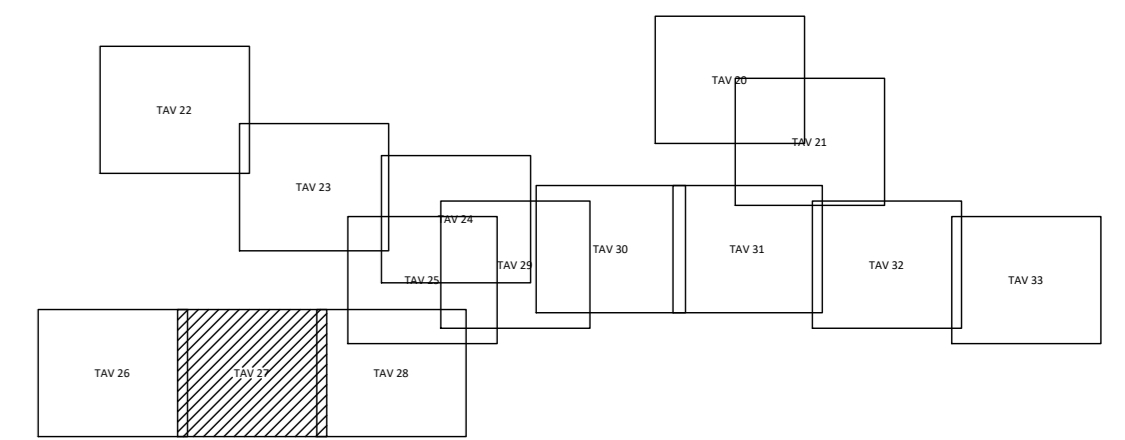 TAV 20
TAV 22
TAV 21
TAV 23
TAV 24
TAV 30
TAV 31
TAV 29
TAV 32
TAV 25
TAV 33
TAV 26
TAV 27
TAV 28